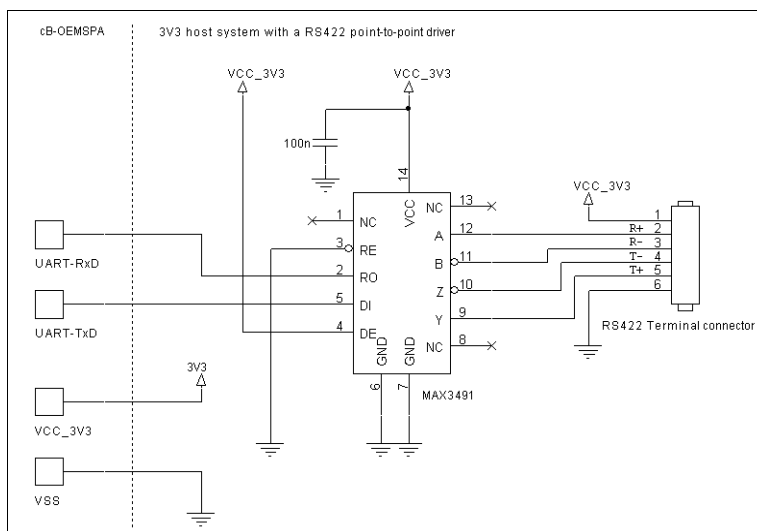 cB-OEMSPA
3V3 host system with a RS422 point-to-point driver
VCC_3V3
VCC_3V3
100n
14
VCC
1
NC
NC
13
VCC_3V3
3
RE
A
12
R+
1
2
UART-RxD
2
RO
B
11
R-
3
T-
4
UART-TxD
5
DI
Z
10
T+
5
6
4
DE
Y
9
RS422 Terminal connector
GND
GND
NC
8
3V3
6
7
MAX3491
VCC_3V3
VSS